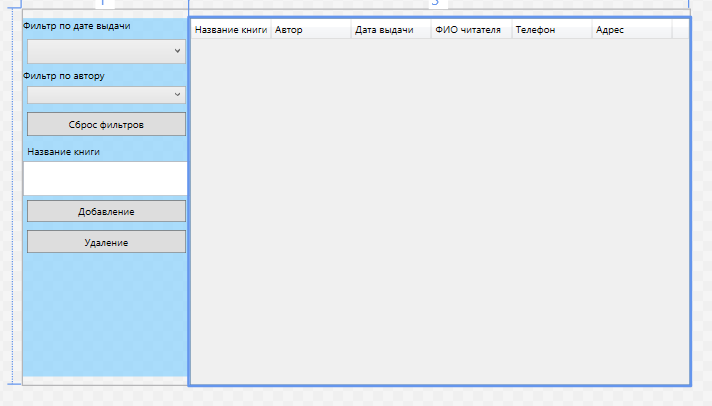 1
3
Фильтр по дате выдачи
Название книги Автор Дата выдачи ФИО читателя Телефон Адрес
Фильтр по автору
Сброс фильтров
Название книги
Добавление
Удаление